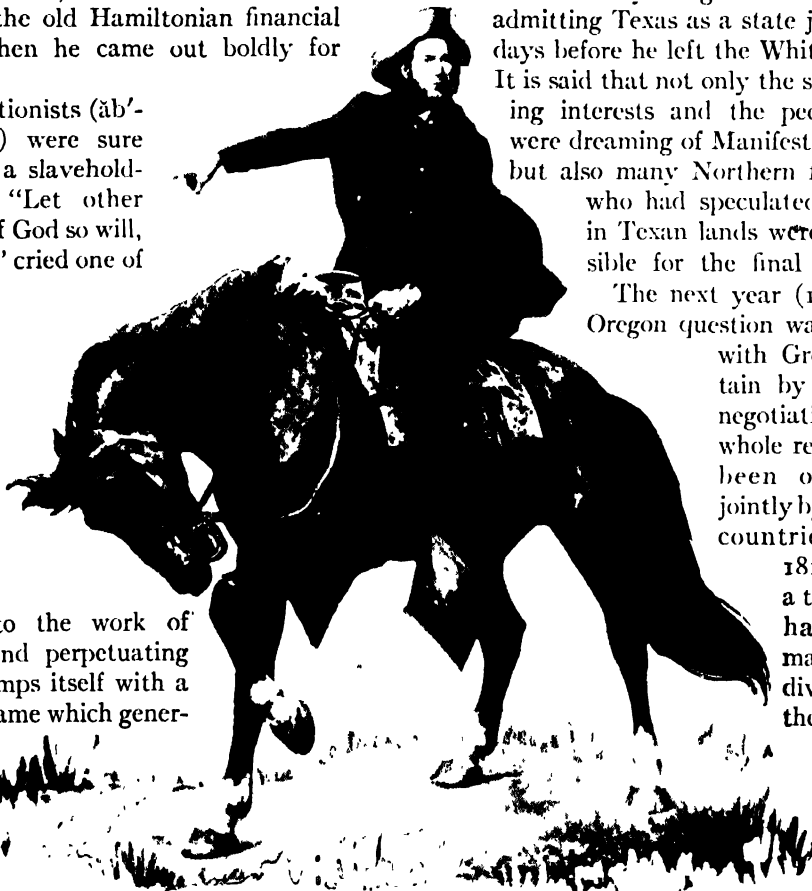 the old Hamiltonian financial
hen he came out boldly for
tionists (ăb′-
) were sure
a slavehold-
“Let other
f God so will,
’ cried one of
to the work of
nd perpetuating
mps itself with a
ame which gener-
admitting Texas as a state j
days before he left the Whit
It is said that not only the s
ing interests and the peo
were dreaming of Manifest
but also many Northern
who had speculated
in Texan lands were
sible for the final
The next year (1
Oregon question wa
with Gr
tain by
negotiat
whole re
been o
jointly b
countrie
181
a t
ha
ma
div
the